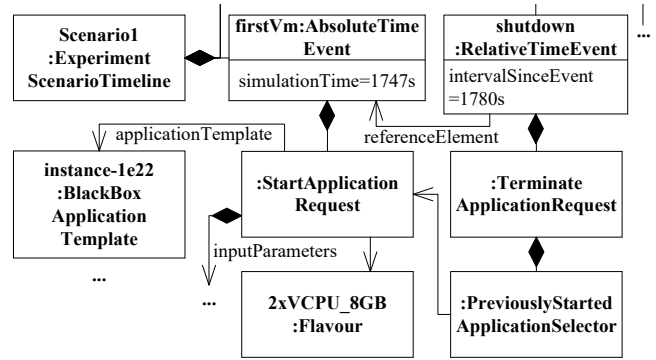 Scenario1
:Experiment
ScenarioTimeline
firstVm:AbsoluteTime
Event
simulationTime=1747s
shutdown
:RelativeTimeEvent
intervalSinceEvent
=1780s
...
applicationTemplate
referenceElement
instance-1e22
:BlackBox
Application
Template
...
:StartApplication
Request
:Terminate
ApplicationRequest
inputParameters
...
2xVCPU_8GB
:Flavour
:PreviouslyStarted
ApplicationSelector